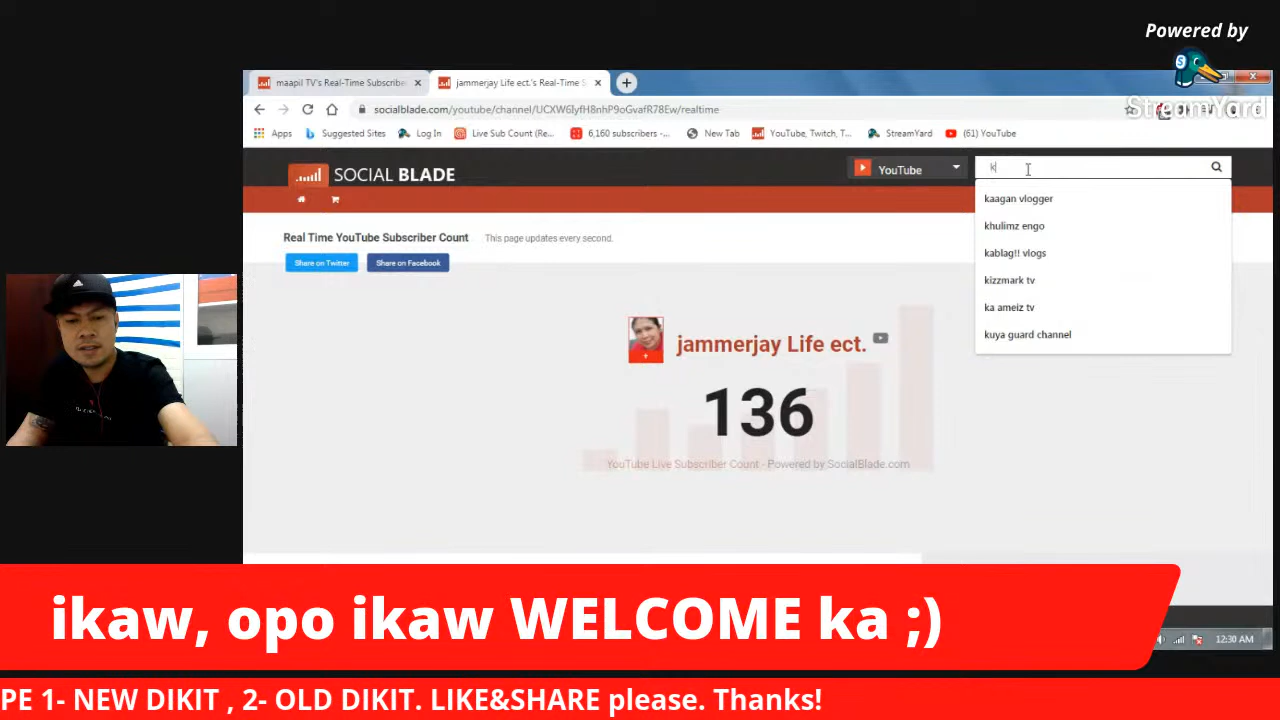 Powered by
StreamYard
maapil TV's Real-Time Subscribe
jammerjay Life ect.'s Real-Time S
socialblade.com/youtube/channel/UCXW6IyfH8nhP9oGvafR78Ew/realtime
Apps
Suggested Sites
Log In
Live Sub Count (Re...
6,160 subscribers -...
New Tab
YouTube, Twitch, T...
StreamYard
(61) YouTube
SOCIAL BLADE
YouTube
k
kaagan vlogger
khulimz engo
kablag!! vlogs
kizzmark tv
ka ameiz tv
kuya guard channel
Real Time YouTube Subscriber Count
This page updates every second.
Share on Twitter
Share on Facebook
jammerjay Life ect.
136
YouTube Live Subscriber Count - Powered by SocialBlade.com
ikaw, opo ikaw WELCOME ka ;)
12:30 AM
PE 1- NEW DIKIT , 2- OLD DIKIT. LIKE&SHARE please. Thanks!